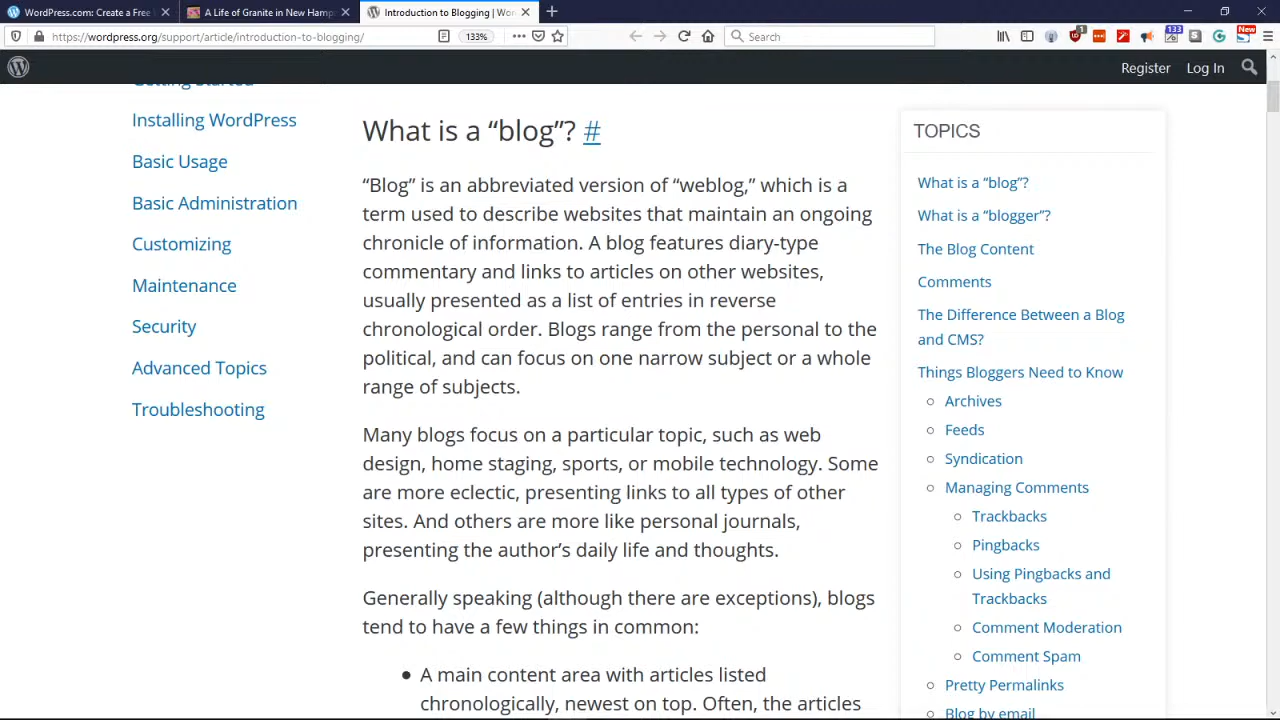 WordPress.com: Create a Free
A Life of Granite in New Hamp
Introduction to Blogging | Wor
https://wordpress.org/support/article/introduction-to-blogging/
133%
Search
1
133
New
Register
Log In
Getting Started
Installing WordPress
Basic Usage
Basic Administration
Customizing
Maintenance
Security
Advanced Topics
Troubleshooting
What is a “blog”? #
“Blog” is an abbreviated version of “weblog,” which is a
term used to describe websites that maintain an ongoing
chronicle of information. A blog features diary-type
commentary and links to articles on other websites,
usually presented as a list of entries in reverse
chronological order. Blogs range from the personal to the
political, and can focus on one narrow subject or a whole
range of subjects.
Many blogs focus on a particular topic, such as web
design, home staging, sports, or mobile technology. Some
are more eclectic, presenting links to all types of other
sites. And others are more like personal journals,
presenting the author’s daily life and thoughts.
Generally speaking (although there are exceptions), blogs
tend to have a few things in common:
● A main content area with articles listed
chronologically, newest on top. Often, the articles
TOPICS
What is a “blog”?
What is a “blogger”?
The Blog Content
Comments
The Difference Between a Blog
and CMS?
Things Bloggers Need to Know
Archives
Feeds
Syndication
Managing Comments
Trackbacks
Pingbacks
Using Pingbacks and
Trackbacks
Comment Moderation
Comment Spam
Pretty Permalinks
Blog by email